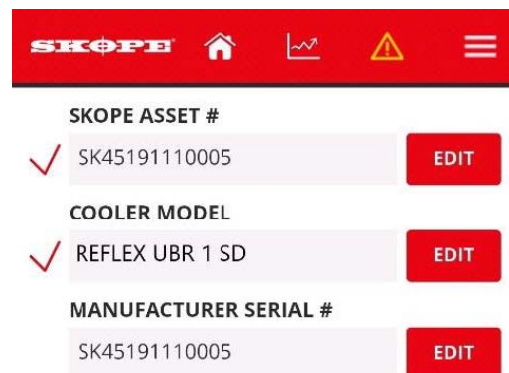 SKOPE
SKOPE ASSET #
SK45191110005 EDIT
COOLER MODEL
REFLEX UBR 1 SD EDIT
MANUFACTURER SERIAL #
SK45191110005 EDIT